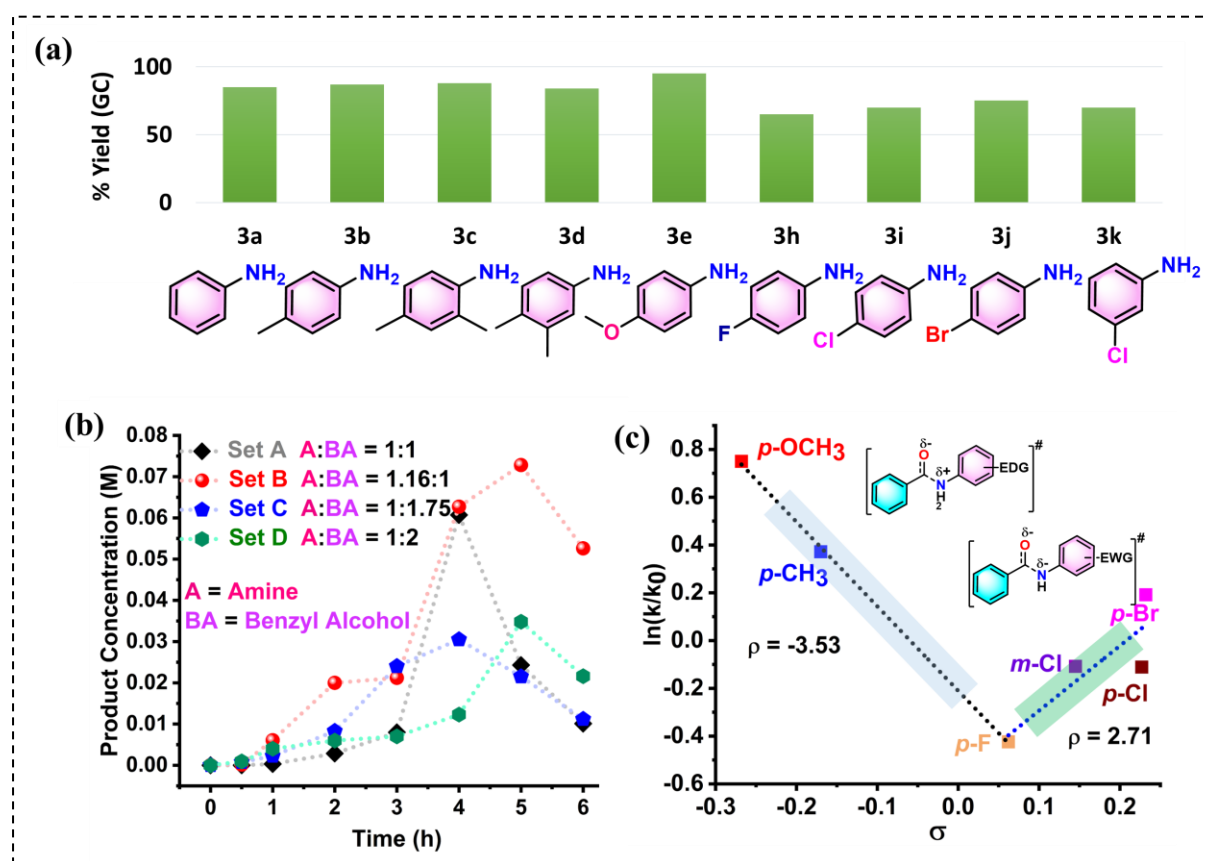 (a)
% Yield (GC)
100
50
0
3a 3b 3c 3d 3e 3h 3i 3j 3k
NH2 NH2 NH2 NH2 NH2 NH2 NH2 NH2 NH2
O F Cl Br Cl
(b)
Product Concentration (M)
0.08
0.07
0.06
0.05
0.04
0.03
0.02
0.01
0.00
Set A A:BA = 1:1
Set B A:BA = 1.16:1
Set C A:BA = 1:1.75
Set D A:BA = 1:2
A = Amine
BA = Benzyl Alcohol
0 1 2 3 4 5 6
Time (h)
(c)
ln(k/k0)
0.8
0.6
0.4
0.2
0.0
-0.2
-0.4
-0.6
p-OCH3
δ-
O
δ+
N
H
2
EDG
#
p-CH3
δ-
O
δ-
N
H
EWG
#
p-Br
ρ = -3.53
m-Cl
p-Cl
p-F
ρ = 2.71
-0.3 -0.2 -0.1 0.0 0.1 0.2
σ